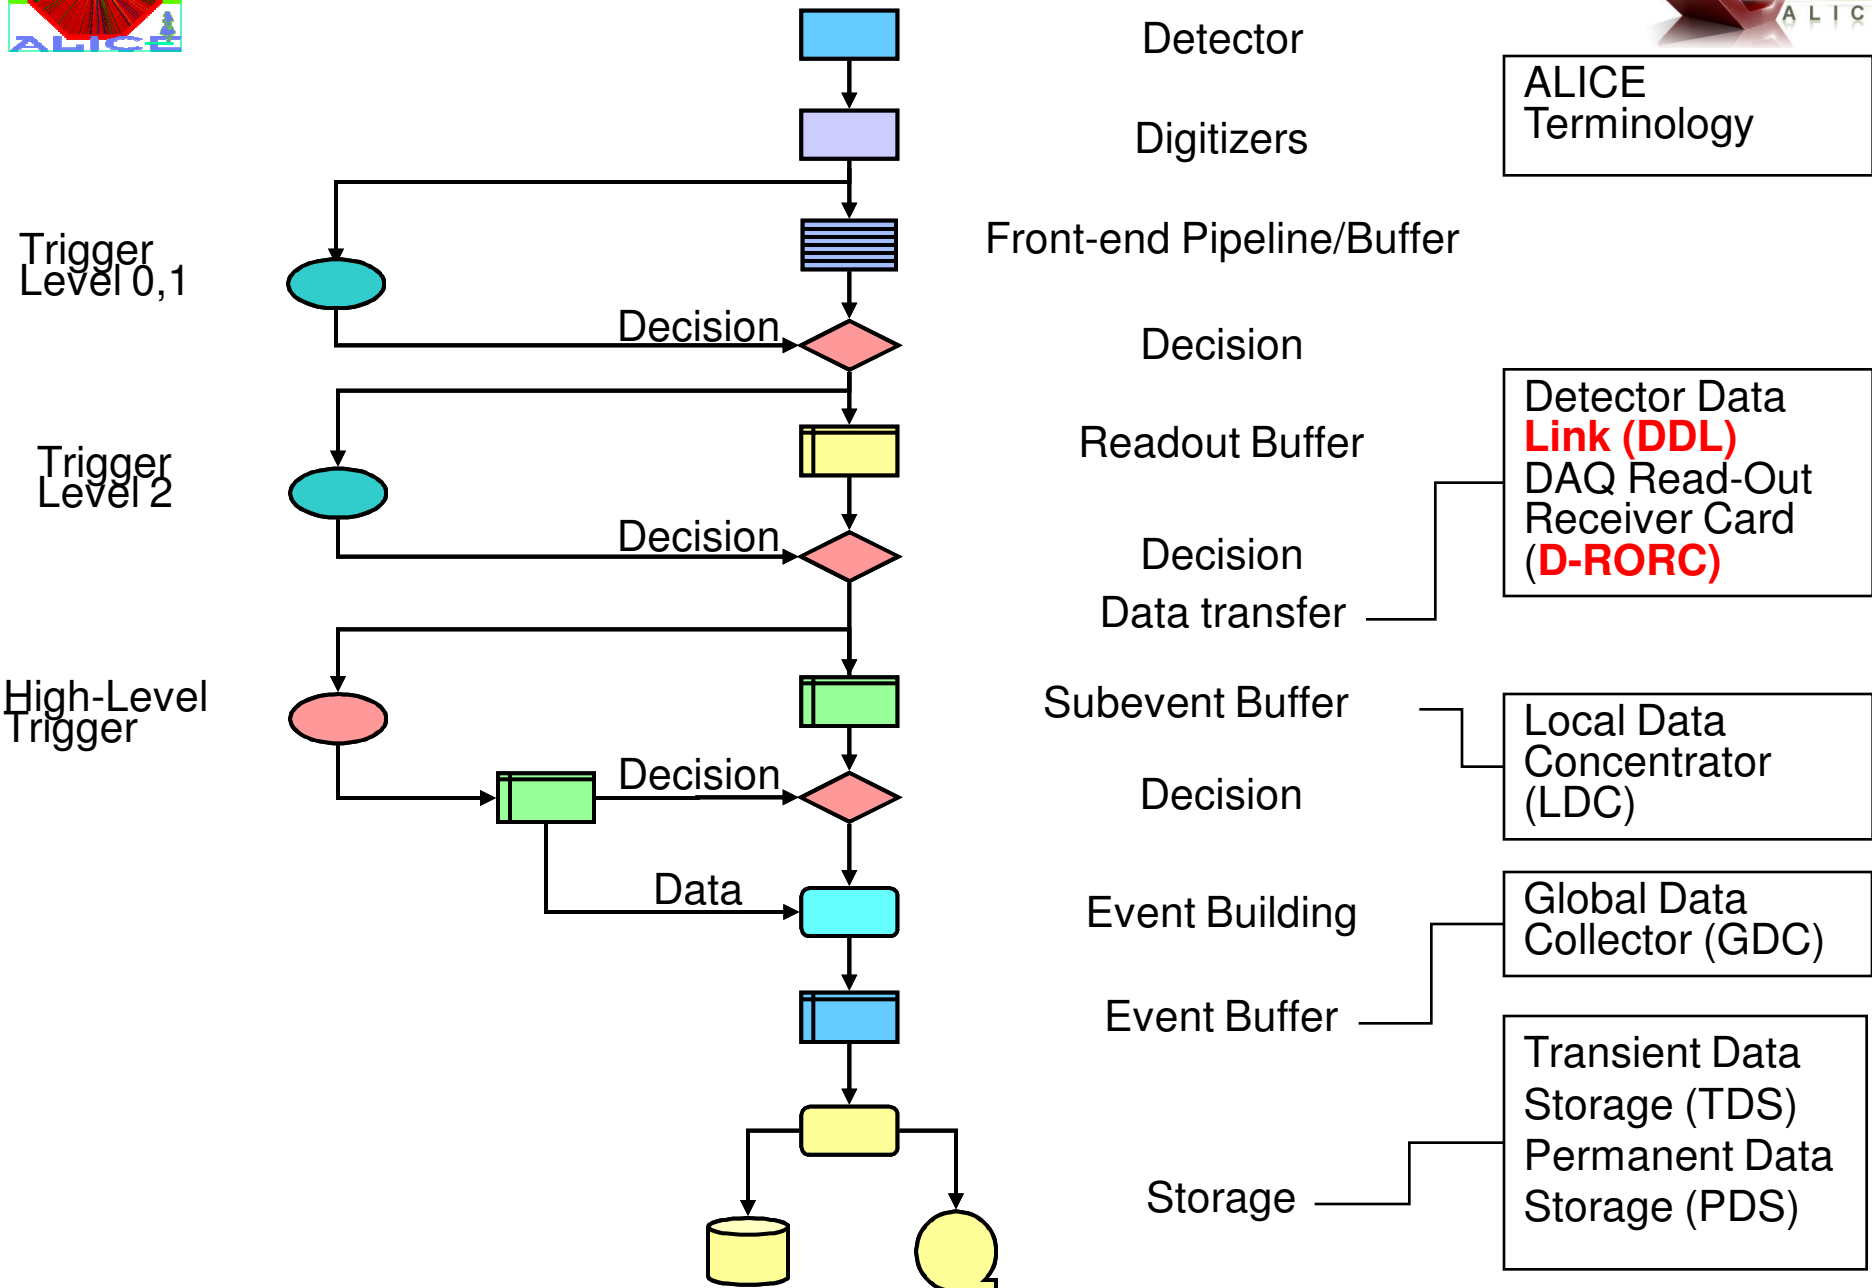 ALICE
ALIC
Detector
ALICE
Terminology
Digitizers
Trigger
Level 0,1
Front-end Pipeline/Buffer
Decision
Decision
Detector Data
Link (DDL)
DAQ Read-Out
Receiver Card
(D-RORC)
Trigger
Level 2
Readout Buffer
Decision
Decision
Data transfer
High-Level
Trigger
Subevent Buffer
Local Data
Concentrator
(LDC)
Decision
Decision
Data
Event Building
Global Data
Collector (GDC)
Event Buffer
Transient Data
Storage (TDS)
Permanent Data
Storage (PDS)
Storage